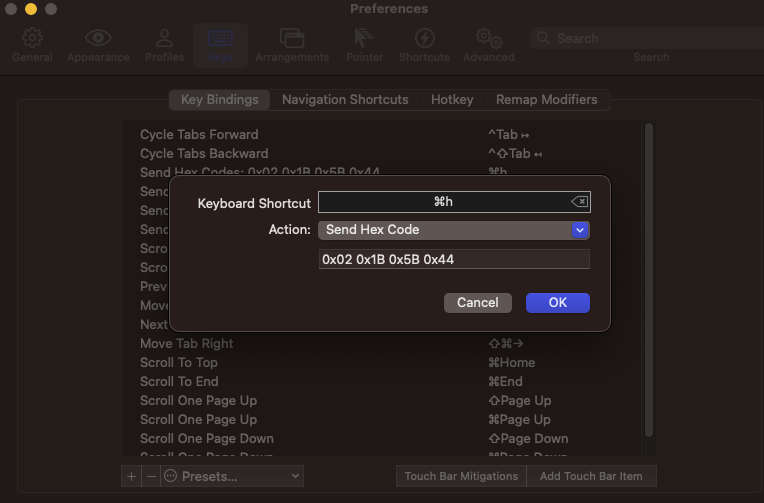 Preferences
General
Appearance
Profiles
Keys
Arrangements
Pointer
Shortcuts
Advanced
Search
Search
Key Bindings
Navigation Shortcuts
Hotkey
Remap Modifiers
Cycle Tabs Forward ^Tab ↦
Cycle Tabs Backward ^⇧Tab ↤
Send Hex Codes: 0x02 0x1B 0x5B 0x44 ⌘h
Send
Send
Send
Scro
Scro
Prev
Move
Next
Keyboard Shortcut ⌘h
Action: Send Hex Code
0x02 0x1B 0x5B 0x44
Cancel OK
Move Tab Right ⇧⌘→
Scroll To Top ⌘Home
Scroll To End ⌘End
Scroll One Page Up ⇧Page Up
Scroll One Page Up ⌘Page Up
Scroll One Page Down ⇧Page Down
Scroll One Page Down ⌘Page Down
+ − Presets...
Touch Bar Mitigations
Add Touch Bar Item